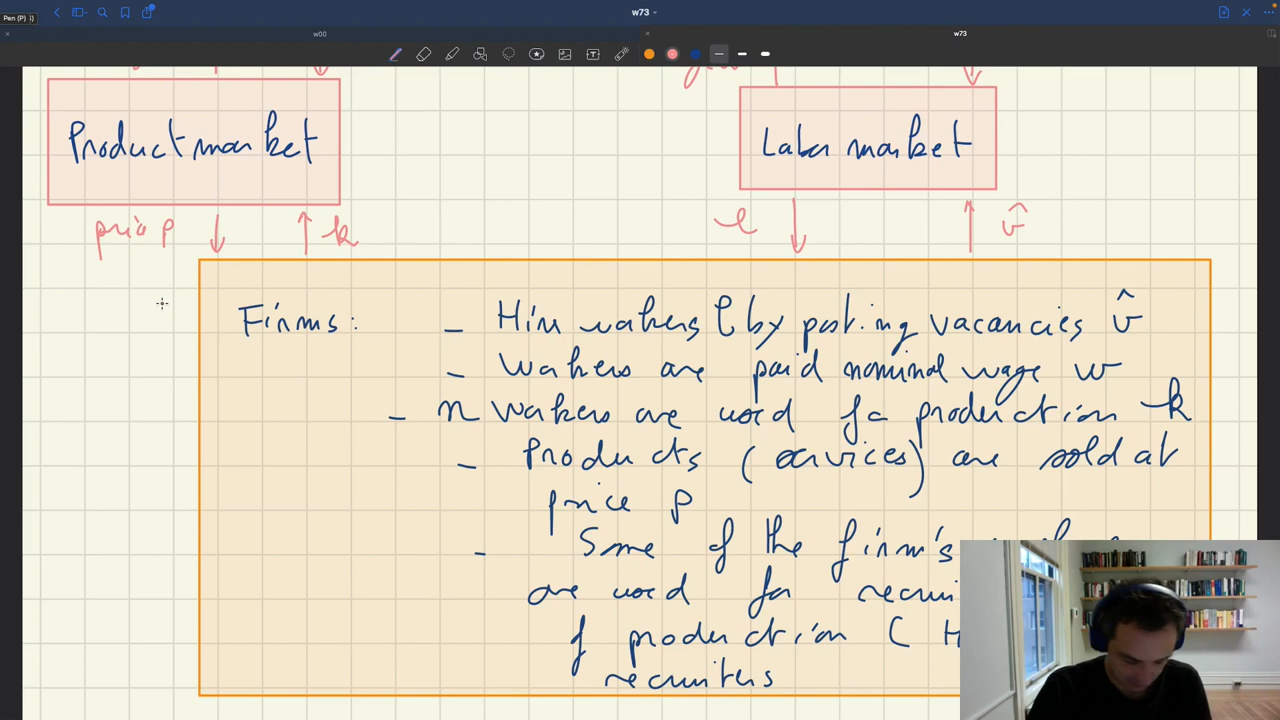 Pen (P)
w73
w00
w73
Product market
Labor market
price p
k
l
v̂
Firms:
- Hire workers l by posting vacancies v̂
- Workers are paid nominal wage w
- n workers are used for production k
- Products (services) are sold at
price p
- Some of the firm's
are used for
of production (
recruiters